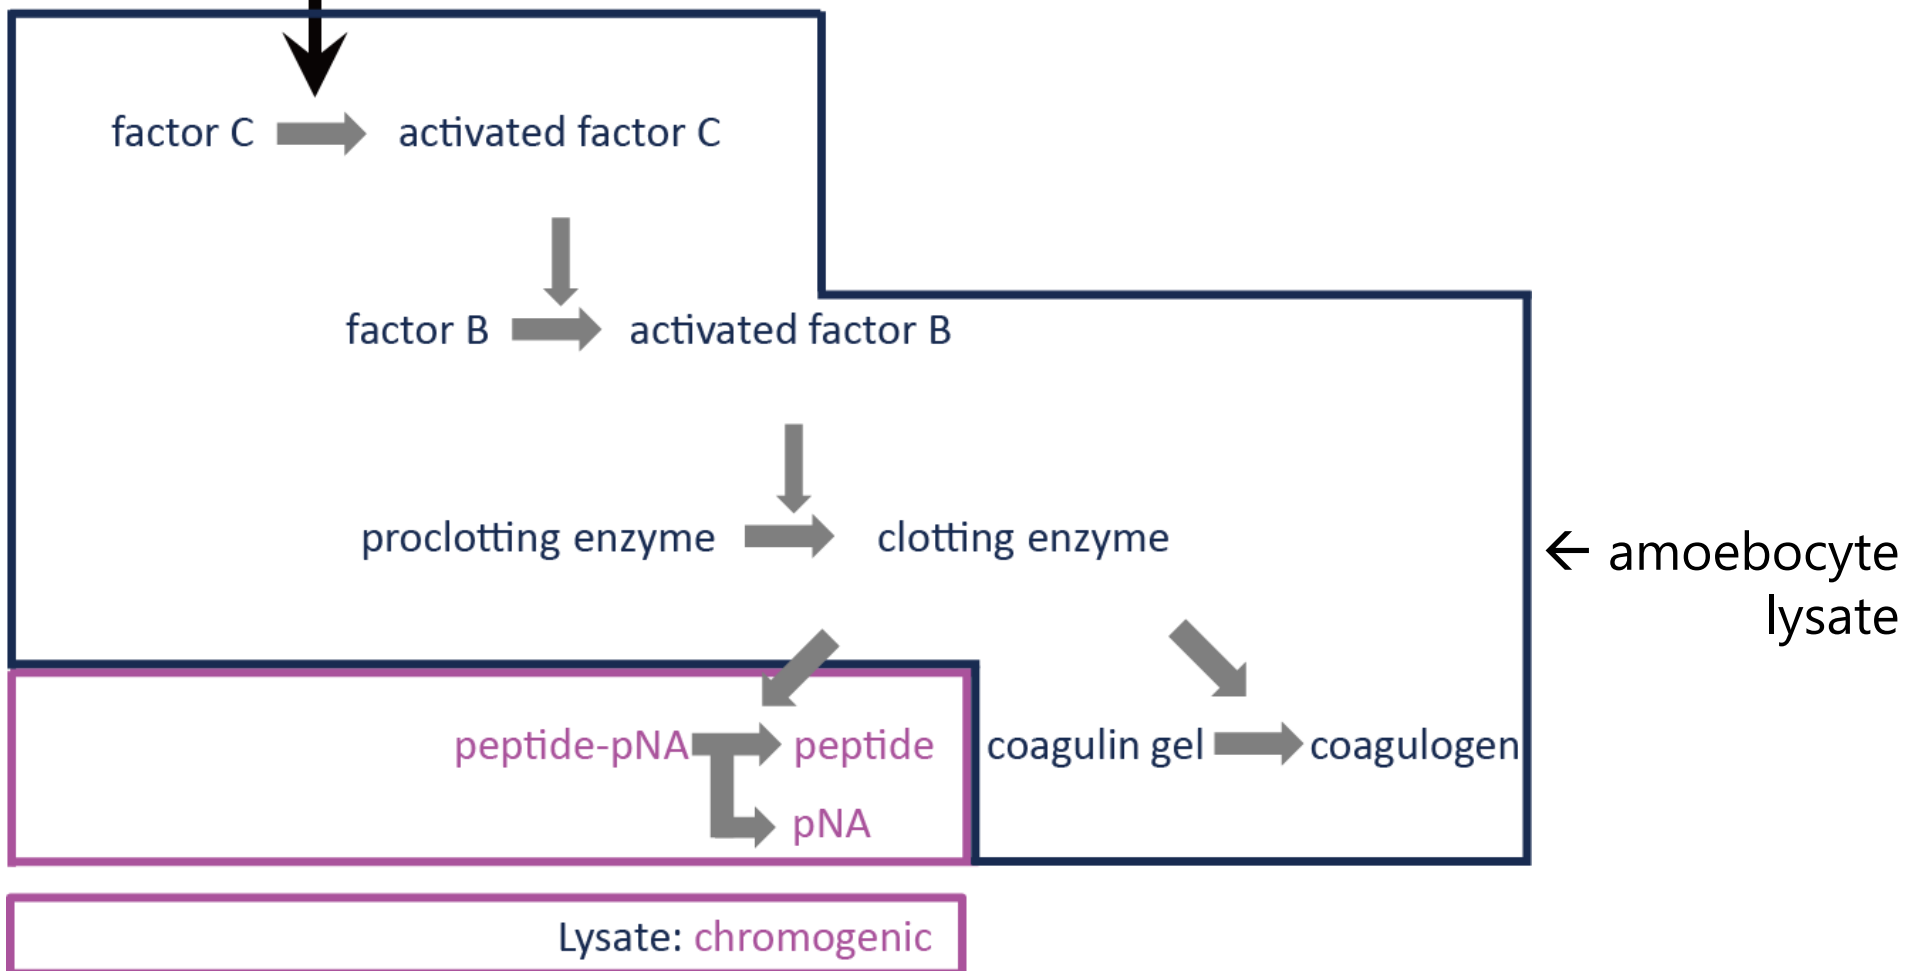 factor C activated factor C
factor B activated factor B
proclotting enzyme clotting enzyme
← amoebocyte
lysate
peptide-pNA peptide coagulin gel coagulogen
pNA
Lysate: chromogenic